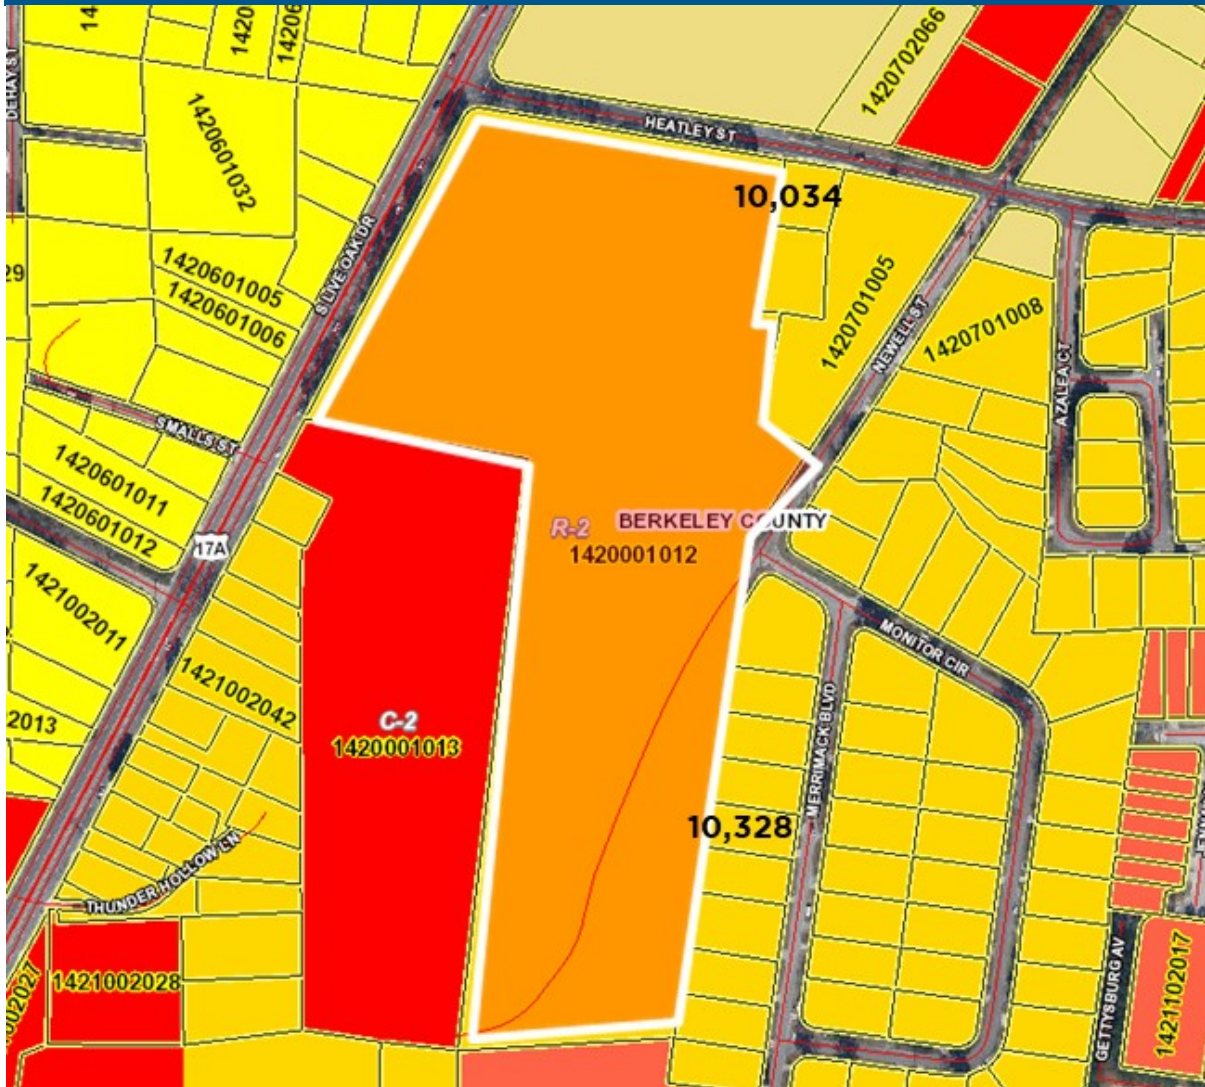 DEHAY ST
1420702066
1420601032
HEATLEY ST
10,034
S LIVE OAK DR
1420601005
1420601006
1420701005
NEWELL ST
1420701008
AZALEA CT
SMALLS ST
1420601011
1420601012
17A
R-2
BERKELEY COUNTY
1420001012
1421002011
MONITOR CIR
1421002042
2013
C-2
1420001013
MERRIMACK BLVD
10,328
THUNDER HOLLOW LN
1421002028
GETTYSBURG AV
1421102017